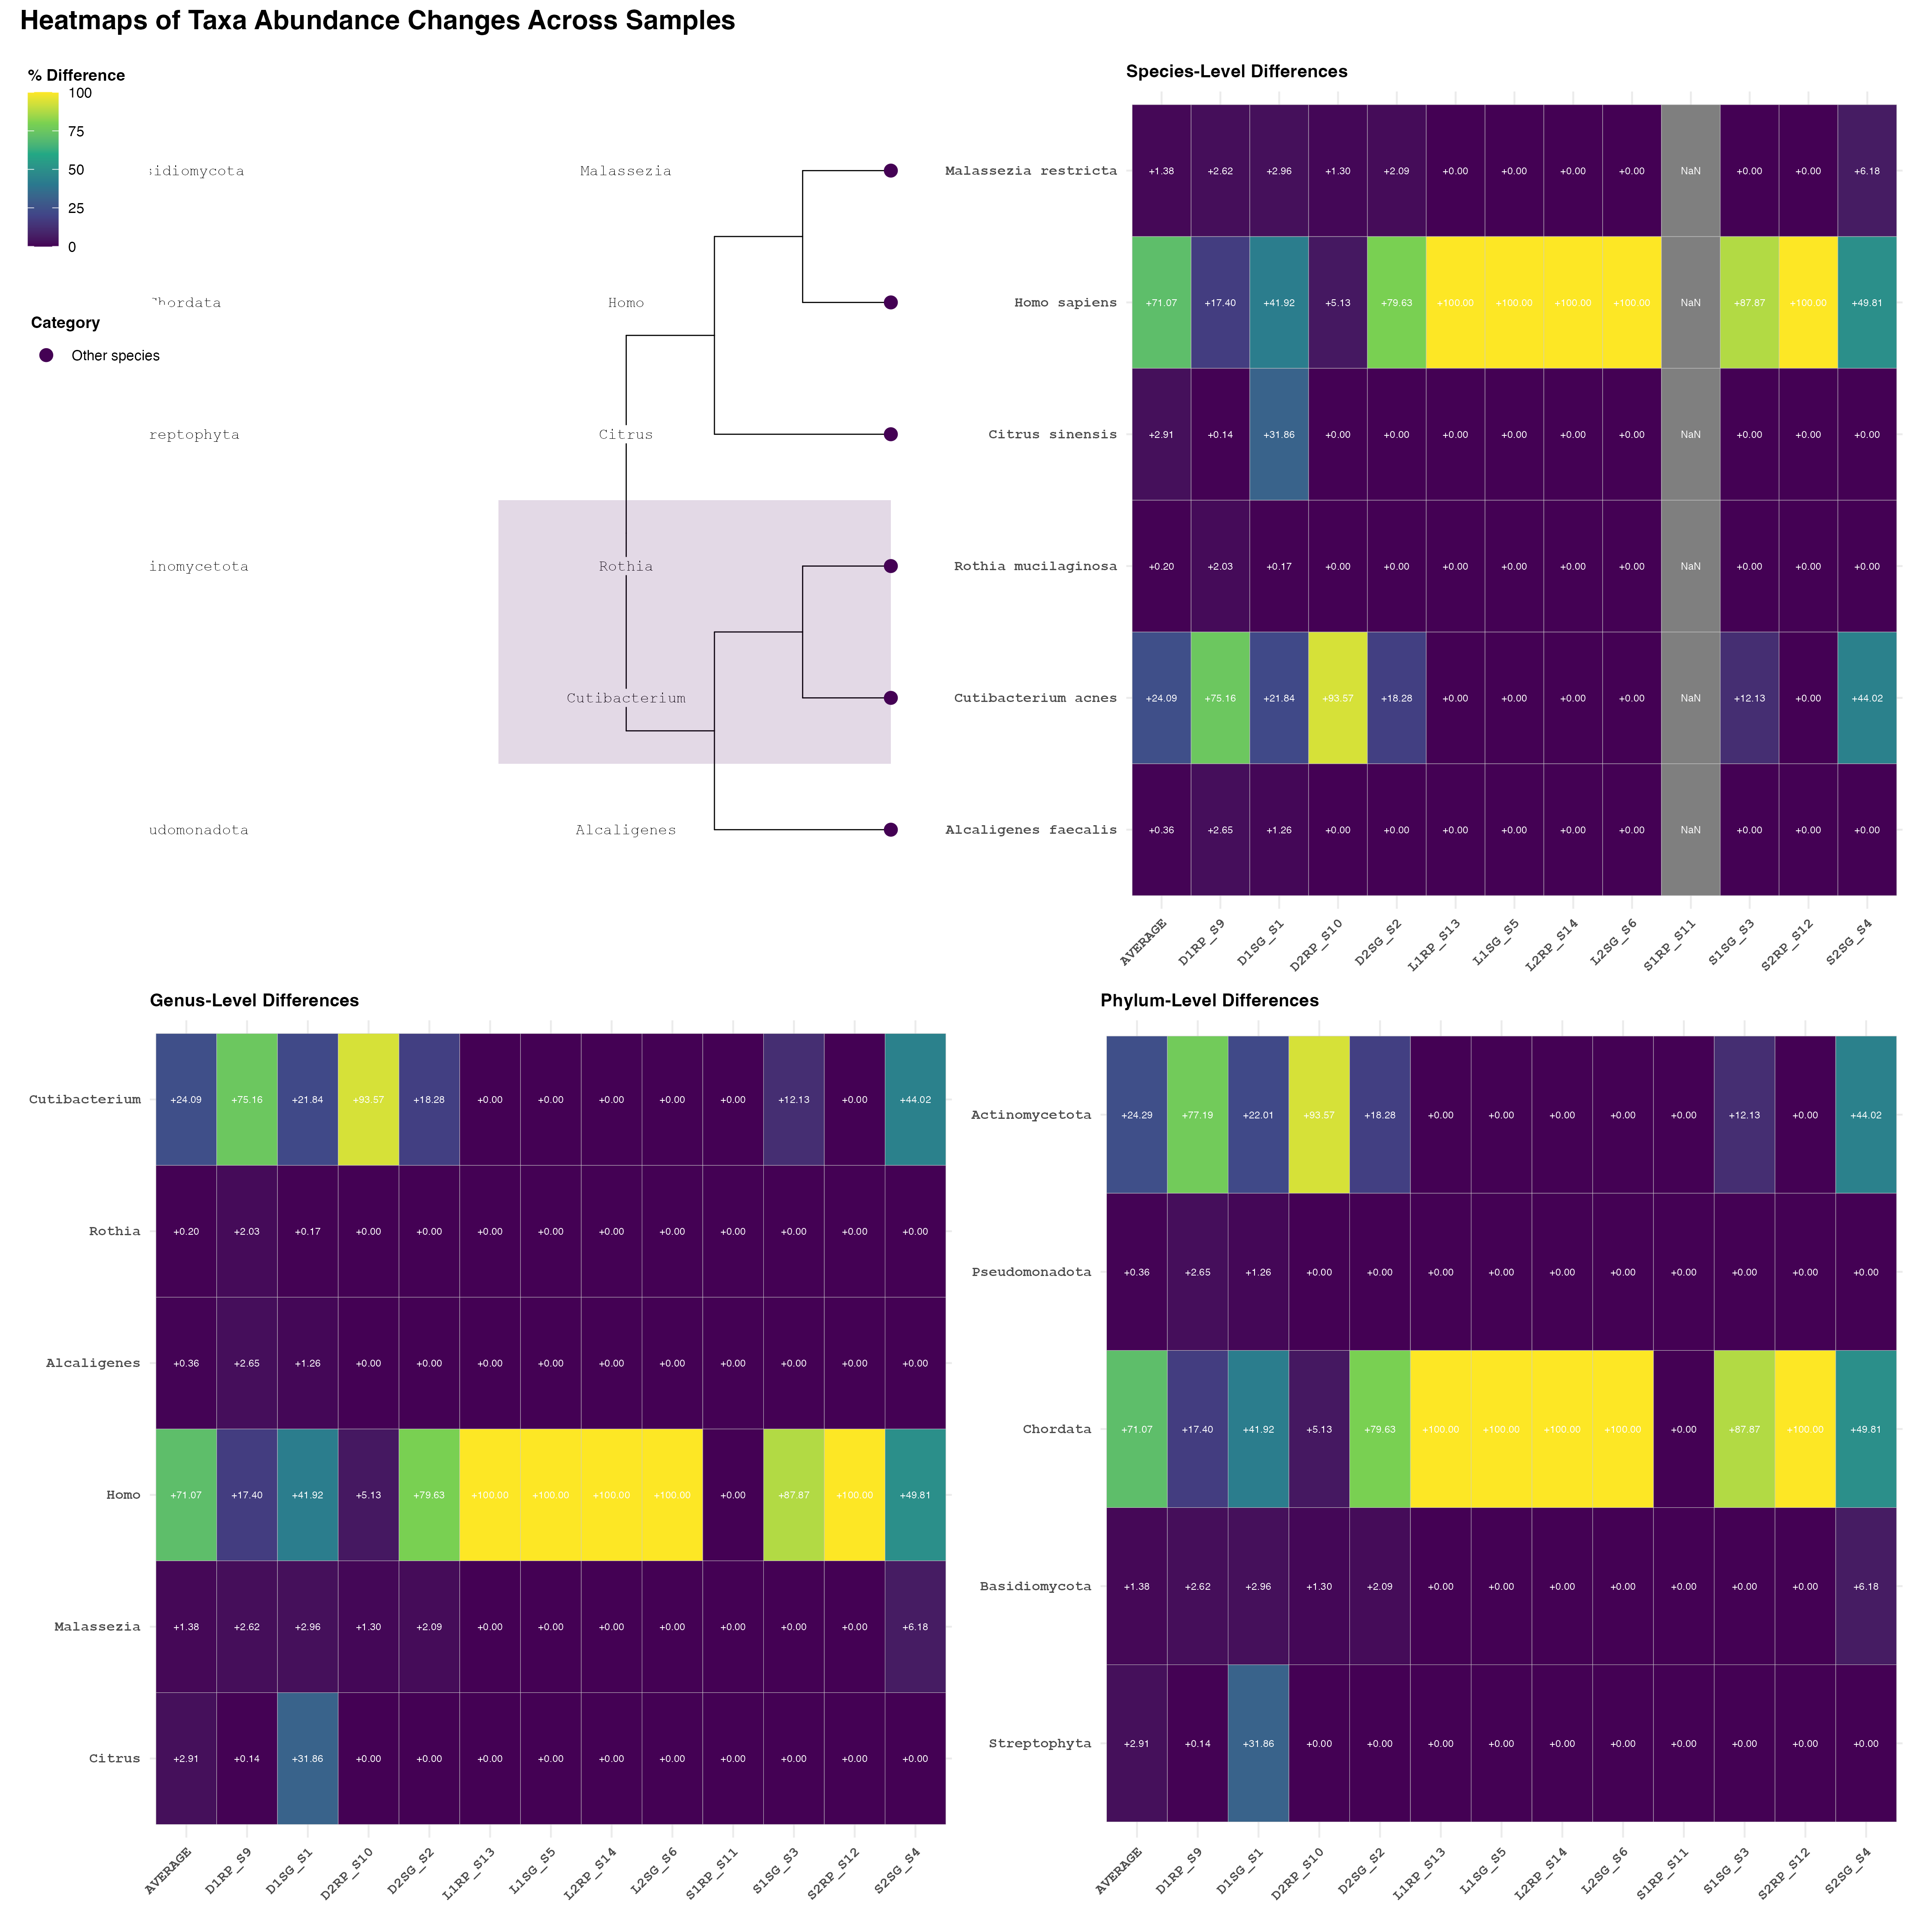 Heatmaps of Taxa Abundance Changes Across Samples
% Difference
100
75
50
25
0
Category
Other species
sidiomycota
Chordata
reptophyta
inomycetota
udomonadota
Malassezia
Homo
Citrus
Rothia
Cutibacterium
Alcaligenes
Species-Level Differences
Malassezia restricta +1.38 +2.62 +2.96 +1.30 +2.09 +0.00 +0.00 +0.00 +0.00 NaN +0.00 +0.00 +6.18
Homo sapiens +71.07 +17.40 +41.92 +5.13 +79.63 +100.00 +100.00 +100.00 +100.00 NaN +87.87 +100.00 +49.81
Citrus sinensis +2.91 +0.14 +31.86 +0.00 +0.00 +0.00 +0.00 +0.00 +0.00 NaN +0.00 +0.00 +0.00
Rothia mucilaginosa +0.20 +2.03 +0.17 +0.00 +0.00 +0.00 +0.00 +0.00 +0.00 NaN +0.00 +0.00 +0.00
Cutibacterium acnes +24.09 +75.16 +21.84 +93.57 +18.28 +0.00 +0.00 +0.00 +0.00 NaN +12.13 +0.00 +44.02
Alcaligenes faecalis +0.36 +2.65 +1.26 +0.00 +0.00 +0.00 +0.00 +0.00 +0.00 NaN +0.00 +0.00 +0.00
AVERAGE D1RP_S9 D1SG_S1 D2RP_S10 D2SG_S2 L1RP_S13 L1SG_S5 L2RP_S14 L2SG_S6 S1RP_S11 S1SG_S3 S2RP_S12 S2SG_S4
Genus-Level Differences
Cutibacterium +24.09 +75.16 +21.84 +93.57 +18.28 +0.00 +0.00 +0.00 +0.00 +0.00 +12.13 +0.00 +44.02
Rothia +0.20 +2.03 +0.17 +0.00 +0.00 +0.00 +0.00 +0.00 +0.00 +0.00 +0.00 +0.00 +0.00
Alcaligenes +0.36 +2.65 +1.26 +0.00 +0.00 +0.00 +0.00 +0.00 +0.00 +0.00 +0.00 +0.00 +0.00
Homo +71.07 +17.40 +41.92 +5.13 +79.63 +100.00 +100.00 +100.00 +100.00 +0.00 +87.87 +100.00 +49.81
Malassezia +1.38 +2.62 +2.96 +1.30 +2.09 +0.00 +0.00 +0.00 +0.00 +0.00 +0.00 +0.00 +6.18
Citrus +2.91 +0.14 +31.86 +0.00 +0.00 +0.00 +0.00 +0.00 +0.00 +0.00 +0.00 +0.00 +0.00
AVERAGE D1RP_S9 D1SG_S1 D2RP_S10 D2SG_S2 L1RP_S13 L1SG_S5 L2RP_S14 L2SG_S6 S1RP_S11 S1SG_S3 S2RP_S12 S2SG_S4
Phylum-Level Differences
Actinomycetota +24.29 +77.19 +22.01 +93.57 +18.28 +0.00 +0.00 +0.00 +0.00 +0.00 +12.13 +0.00 +44.02
Pseudomonadota +0.36 +2.65 +1.26 +0.00 +0.00 +0.00 +0.00 +0.00 +0.00 +0.00 +0.00 +0.00 +0.00
Chordata +71.07 +17.40 +41.92 +5.13 +79.63 +100.00 +100.00 +100.00 +100.00 +0.00 +87.87 +100.00 +49.81
Basidiomycota +1.38 +2.62 +2.96 +1.30 +2.09 +0.00 +0.00 +0.00 +0.00 +0.00 +0.00 +0.00 +6.18
Streptophyta +2.91 +0.14 +31.86 +0.00 +0.00 +0.00 +0.00 +0.00 +0.00 +0.00 +0.00 +0.00 +0.00
AVERAGE D1RP_S9 D1SG_S1 D2RP_S10 D2SG_S2 L1RP_S13 L1SG_S5 L2RP_S14 L2SG_S6 S1RP_S11 S1SG_S3 S2RP_S12 S2SG_S4